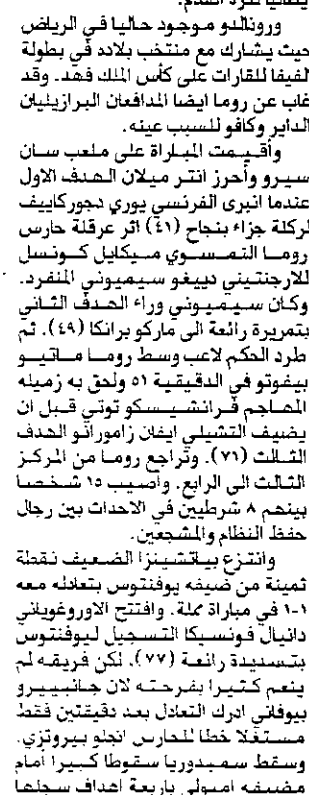 ورونالدو موجود حاليا في الرياض
حيث يشارك مع منتخب بلاده في بطولة
الفيفا للقارات على كأس الملك فهد. وقد
غاب عن روما ايضا المدافعان البرازيليان
الداير وكافو للسبب عينه.
وأقيمت المباراة على ملعب سان
سيرو وأحرز انتر ميلان الهدف الاول
عندما انبرى الفرنسي يوري دجوركاييف
لركلة جزاء بنجاح (٤١) اثر عرقلة حارس
روما النمسوي ميكايل كونسل
للارجنتيني دييغو سيميوني المنفرد.
وكان سيميوني وراء الهدف الثاني
بتمريرة رائعة الى ماركو برانكا (٤٩). ثم
طرد الحكم لاعب وسط روما ماتيو
بيفوتو في الدقيقية ٥١ ولحق به زميله
المهاجم فرانشيسكو توتي قبل ان
يضيف التشيلي ايفان زامورانو الهدف
الثالث (٧٦). وتراجع روما من المركز
الثالث الى الرابع. وأصيب ١٥ شخصا
بينهم ٨ شرطيين في الاحداث بين رجال
حفظ النظام والمشجعين.
وانتزع بياتشينزا الضعيف نقطة
ثمينة من ضيفه يوفنتوس بتعادله معه
١-١ في مباراة مملة. وافتتح الاوروغوياني
دانيال فونسيكا التسجيل ليوفنتوس
بتسديدة رائعة (٧٧). لكن فريقه لم
ينعم كثيرا بفرحته لان جانبييرو
بيوفاني ادرك التعادل بعد دقيقتين فقط
مستغلا خطأ للحارس انجلو بيروتزي.
وسقط سمبدوريا سقوطا كبيرا امام
مضيفه امبولي باربعة اهداف سجلها